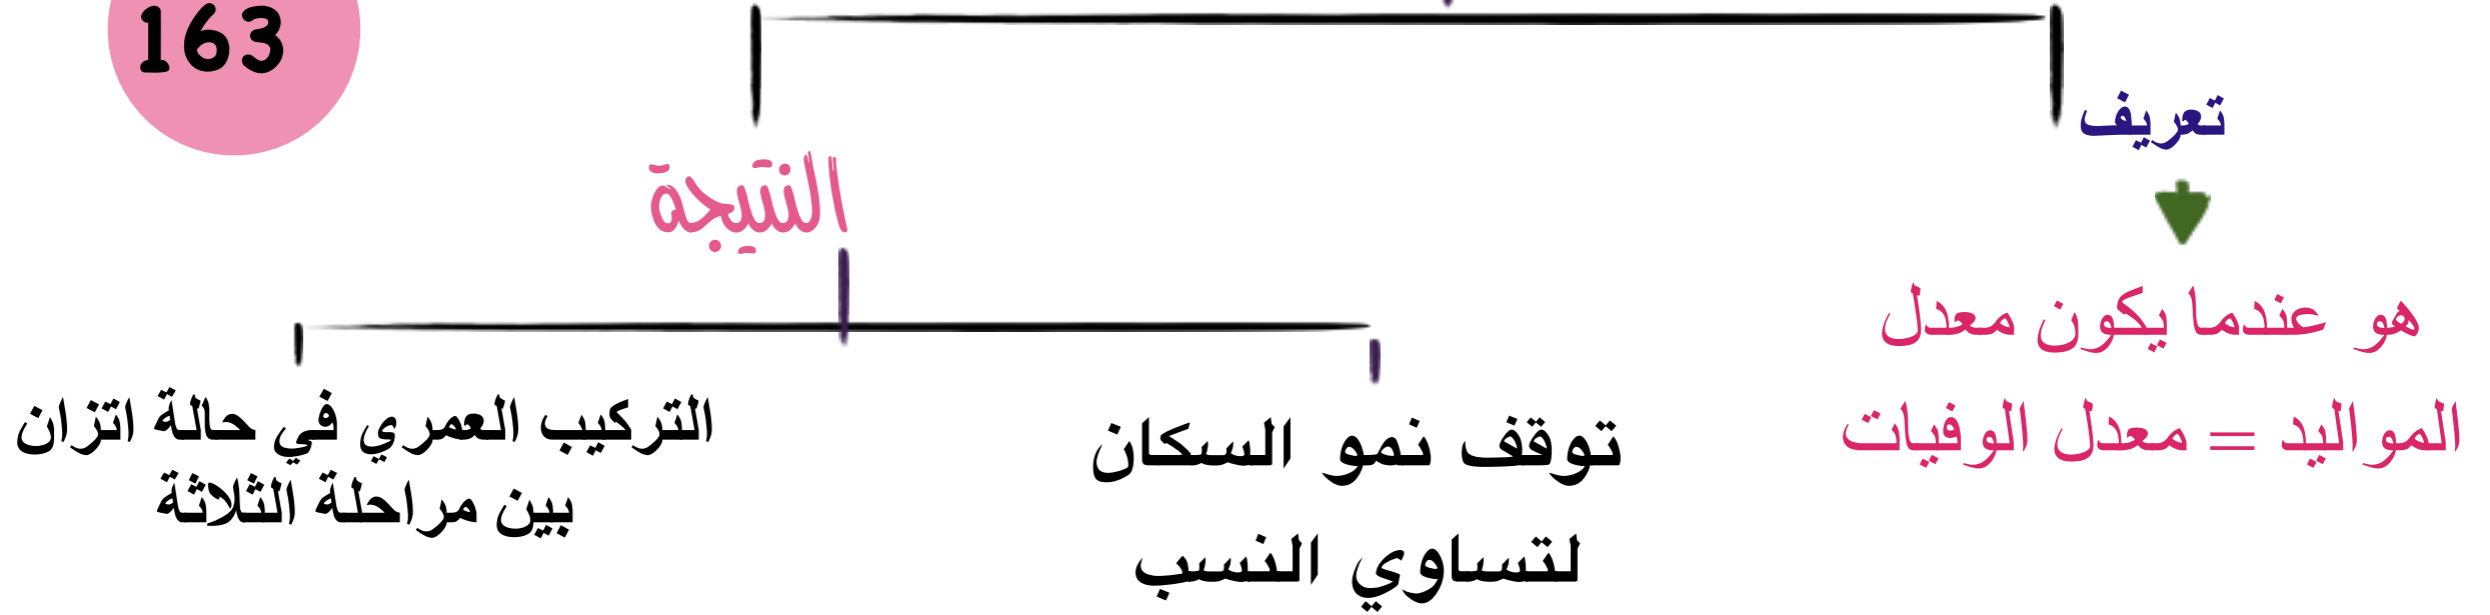 163
تعريف
هو عندما يكون معدل
المواليد = معدل الوفيات
النتيجة
توقف نمو السكان
لتساوي النسب
التركيب العمري في حالة اتزان
بين مراحلة الثلاثة